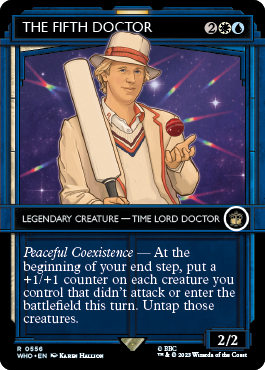 THE FIFTH DOCTOR 2
LEGENDARY CREATURE — TIME LORD DOCTOR
Peaceful Coexistence — At the
beginning of your end step, put a
+1/+1 counter on each creature you
control that didn't attack or enter the
battlefield this turn. Untap those
creatures.
2/2
R 0556
WHO • EN KAREN HALLION
© BBC
™ & © 2023 Wizards of the Coast